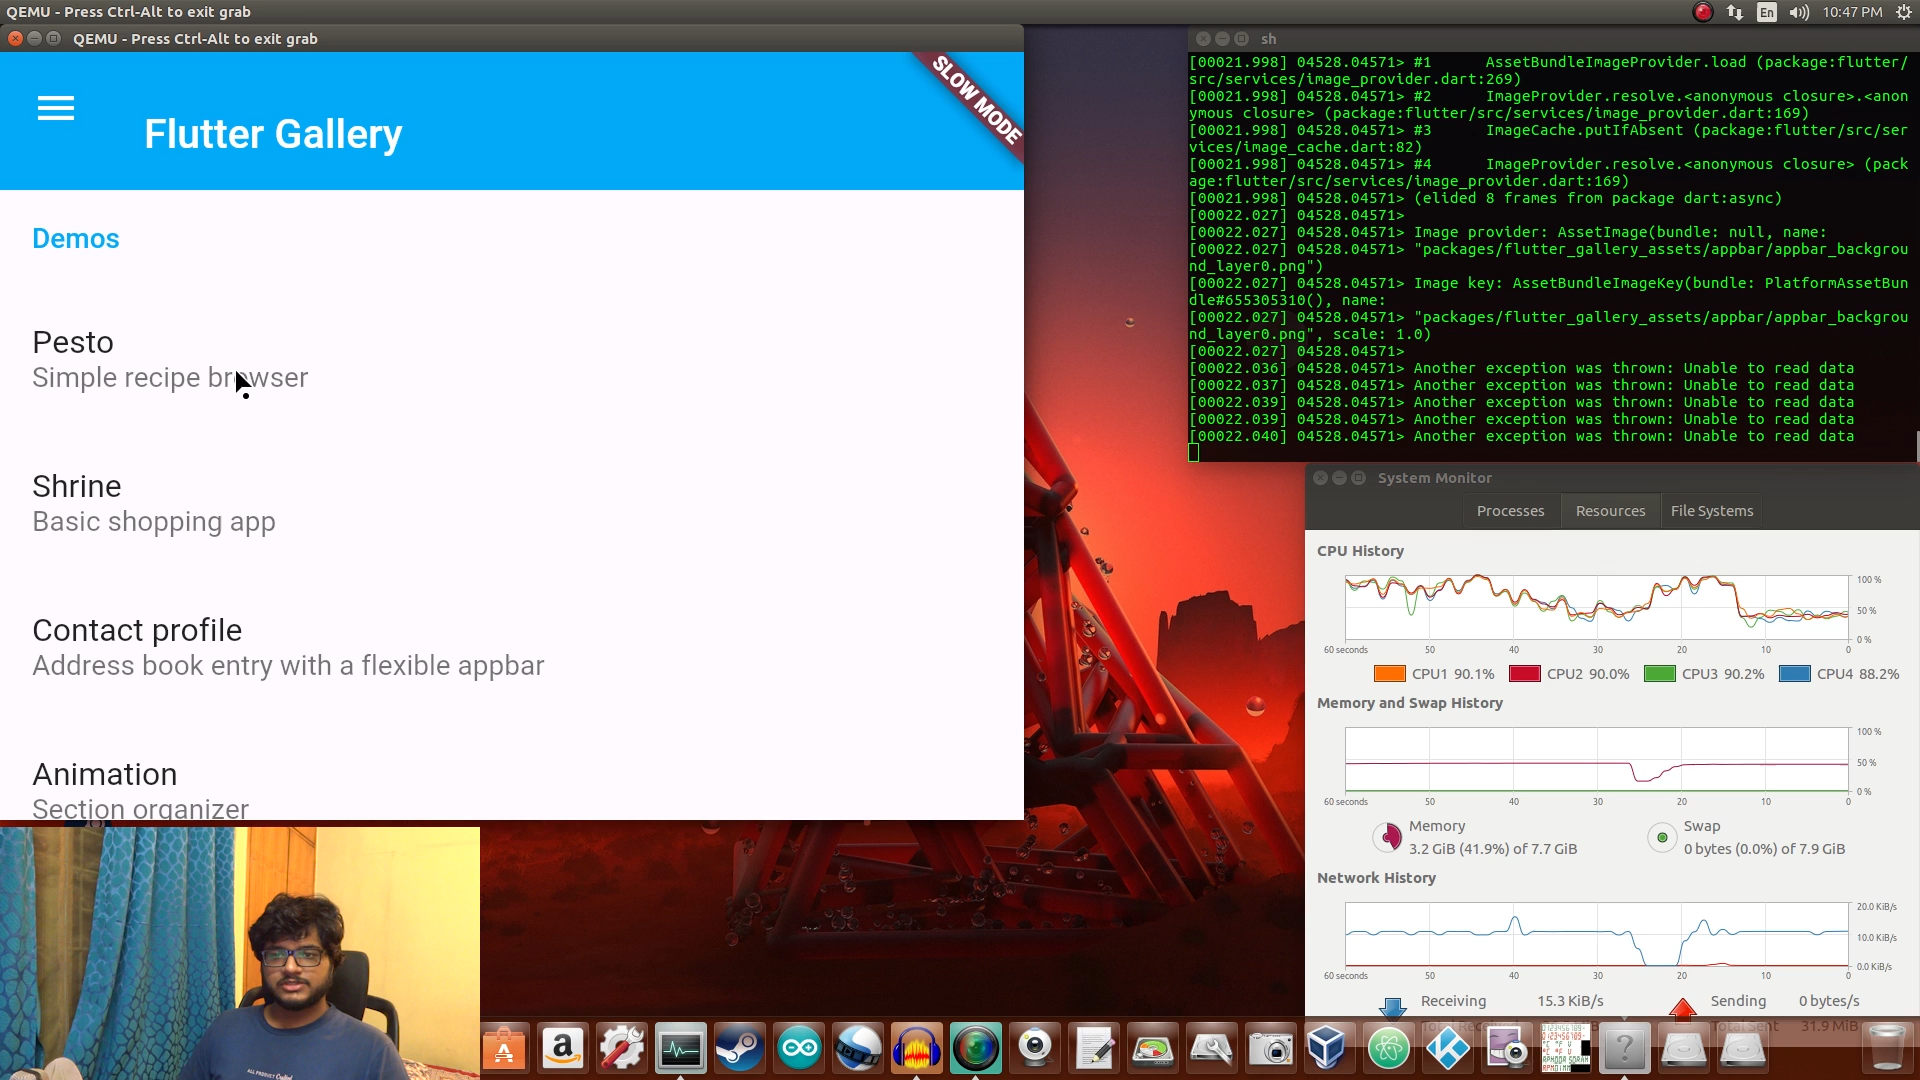 QEMU - Press Ctrl-Alt to exit grab
En
10:47 PM
QEMU - Press Ctrl-Alt to exit grab
SLOW MODE
Flutter Gallery
Demos
Pesto
Simple recipe browser
Shrine
Basic shopping app
Contact profile
Address book entry with a flexible appbar
Animation
Section organizer
sh
[00021.998] 04528.04571> #1      AssetBundleImageProvider.load (package:flutter/
src/services/image_provider.dart:269)
[00021.998] 04528.04571> #2      ImageProvider.resolve.<anonymous closure>.<anon
ymous closure> (package:flutter/src/services/image_provider.dart:169)
[00021.998] 04528.04571> #3      ImageCache.putIfAbsent (package:flutter/src/ser
vices/image_cache.dart:82)
[00021.998] 04528.04571> #4      ImageProvider.resolve.<anonymous closure> (pack
age:flutter/src/services/image_provider.dart:169)
[00021.998] 04528.04571> (elided 8 frames from package dart:async)
[00022.027] 04528.04571>
[00022.027] 04528.04571> Image provider: AssetImage(bundle: null, name:
[00022.027] 04528.04571> "packages/flutter_gallery_assets/appbar/appbar_backgrou
nd_layer0.png")
[00022.027] 04528.04571> Image key: AssetBundleImageKey(bundle: PlatformAssetBun
dle#655305310(), name:
[00022.027] 04528.04571> "packages/flutter_gallery_assets/appbar/appbar_backgrou
nd_layer0.png", scale: 1.0)
[00022.027] 04528.04571>
[00022.036] 04528.04571> Another exception was thrown: Unable to read data
[00022.037] 04528.04571> Another exception was thrown: Unable to read data
[00022.039] 04528.04571> Another exception was thrown: Unable to read data
[00022.039] 04528.04571> Another exception was thrown: Unable to read data
[00022.040] 04528.04571> Another exception was thrown: Unable to read data
System Monitor
Processes Resources File Systems
CPU History
100 %
50 %
0 %
60 seconds 50 40 30 20 10 0
CPU1 90.1% CPU2 90.0% CPU3 90.2% CPU4 88.2%
Memory and Swap History
100 %
50 %
0 %
60 seconds 50 40 30 20 10 0
Memory
3.2 GiB (41.9%) of 7.7 GiB
Swap
0 bytes (0.0%) of 7.9 GiB
Network History
20.0 KiB/s
10.0 KiB/s
0.0 KiB/s
60 seconds 50 40 30 20 10 0
Receiving 15.3 KiB/s
Sending 0 bytes/s
Total Sent 31.9 MiB